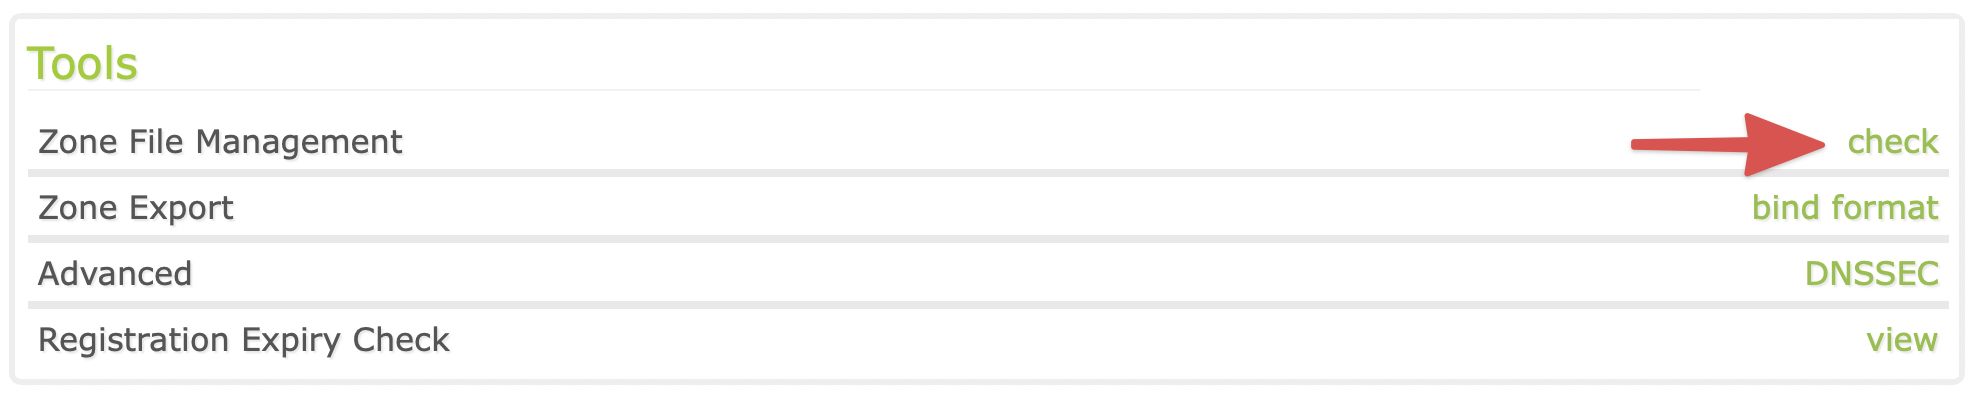 Tools
Zone File Management check
Zone Export bind format
Advanced DNSSEC
Registration Expiry Check view